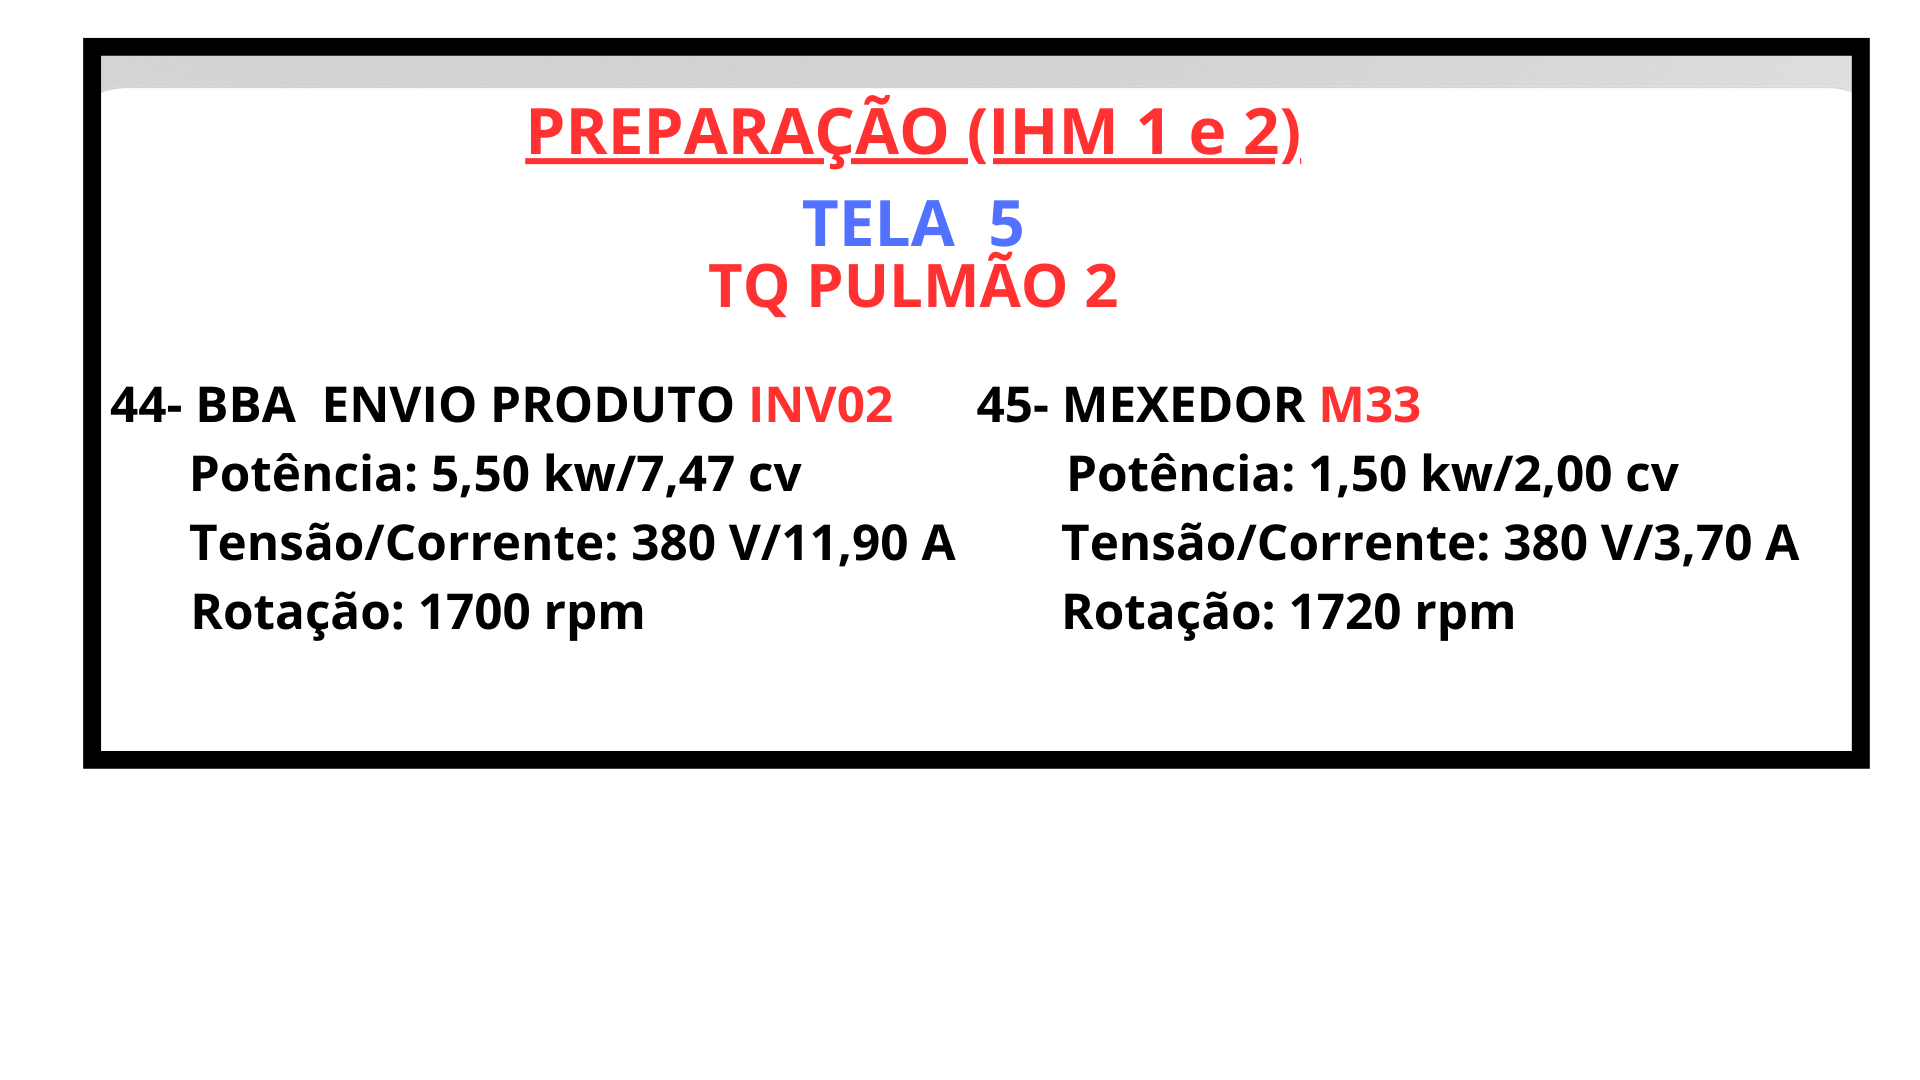 PREPARAÇÃO (IHM 1 e 2)
TELA 5
TQ PULMÃO 2
44- BBA ENVIO PRODUTO INV02
Potência: 5,50 kw/7,47 cv
Tensão/Corrente: 380 V/11,90 A
Rotação: 1700 rpm
45- MEXEDOR M33
Potência: 1,50 kw/2,00 cv
Tensão/Corrente: 380 V/3,70 A
Rotação: 1720 rpm